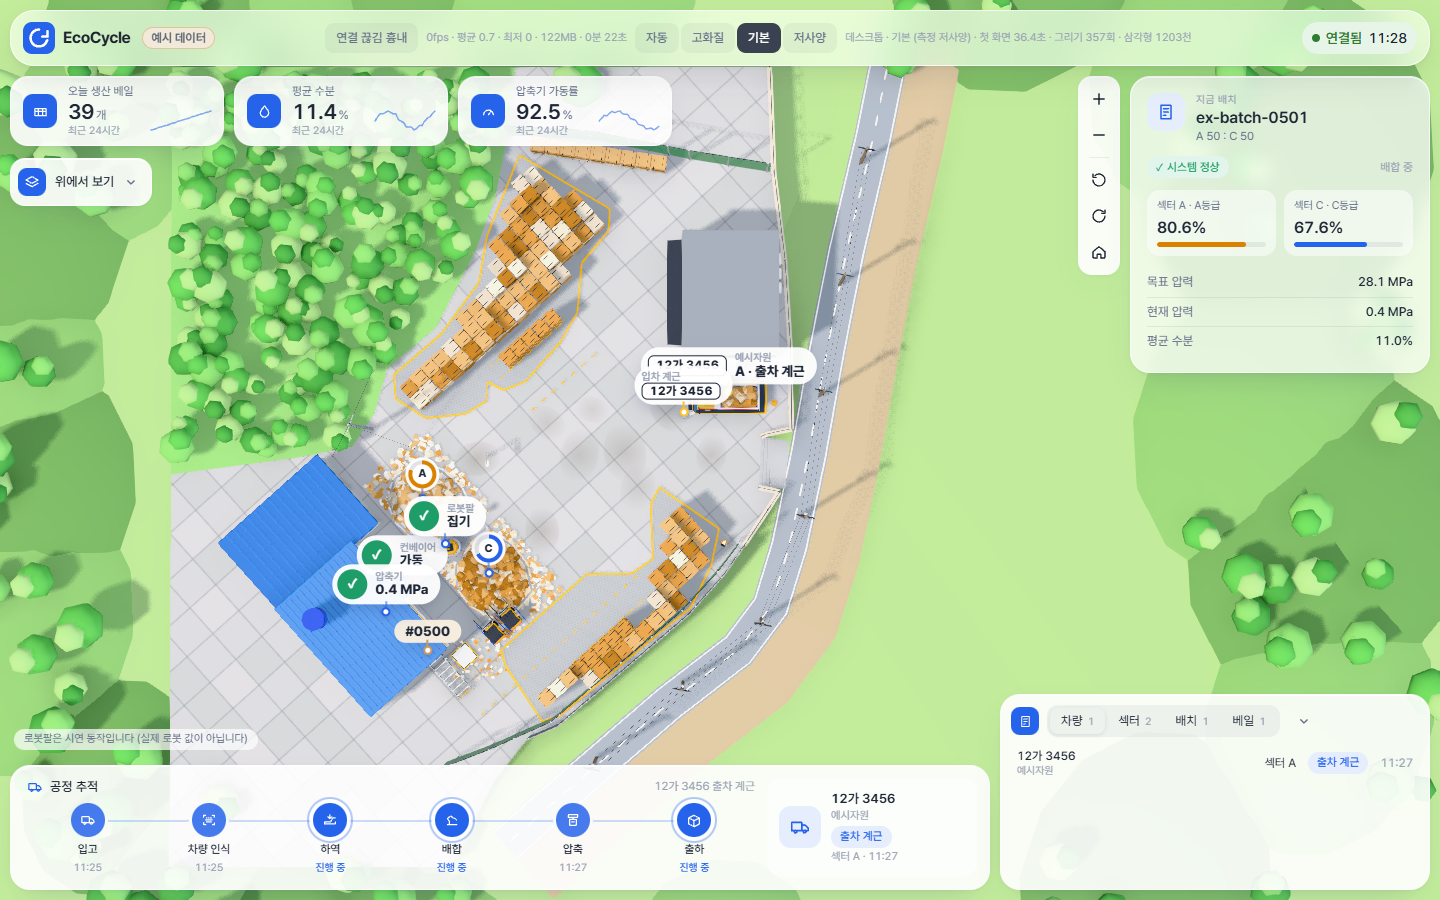 EcoCycle
예시 데이터
연결 끊김 흉내
0fps · 평균 0.7 · 최저 0 · 122MB · 0분 22초
자동
고화질
기본
저사양
데스크톱 · 기본 (측정 저사양) · 첫 화면 36.4초 · 그리기 357회 · 삼각형 1203천
연결됨 11:28
오늘 생산 베일
39개
최근 24시간
평균 수분
11.4%
최근 24시간
압축기 가동률
92.5%
최근 24시간
위에서 보기
지금 배치
ex-batch-0501
A 50 : C 50
✓ 시스템 정상
배합 중
섹터 A · A등급
80.6%
섹터 C · C등급
67.6%
목표 압력
28.1 MPa
현재 압력
0.4 MPa
평균 수분
11.0%
12가 3456
예시자원
A · 출차 계근
입차 계근
12가 3456
A
로봇팔
집기
C
컨베이어
가동
압축기
0.4 MPa
#0500
로봇팔은 시연 동작입니다 (실제 로봇 값이 아닙니다)
공정 추적
12가 3456 출차 계근
입고
11:25
차량 인식
11:25
하역
진행 중
배합
진행 중
압축
11:27
출하
진행 중
12가 3456
예시자원
출차 계근
섹터 A · 11:27
차량 1
섹터 2
배치 1
베일 1
12가 3456
예시자원
섹터 A
출차 계근
11:27